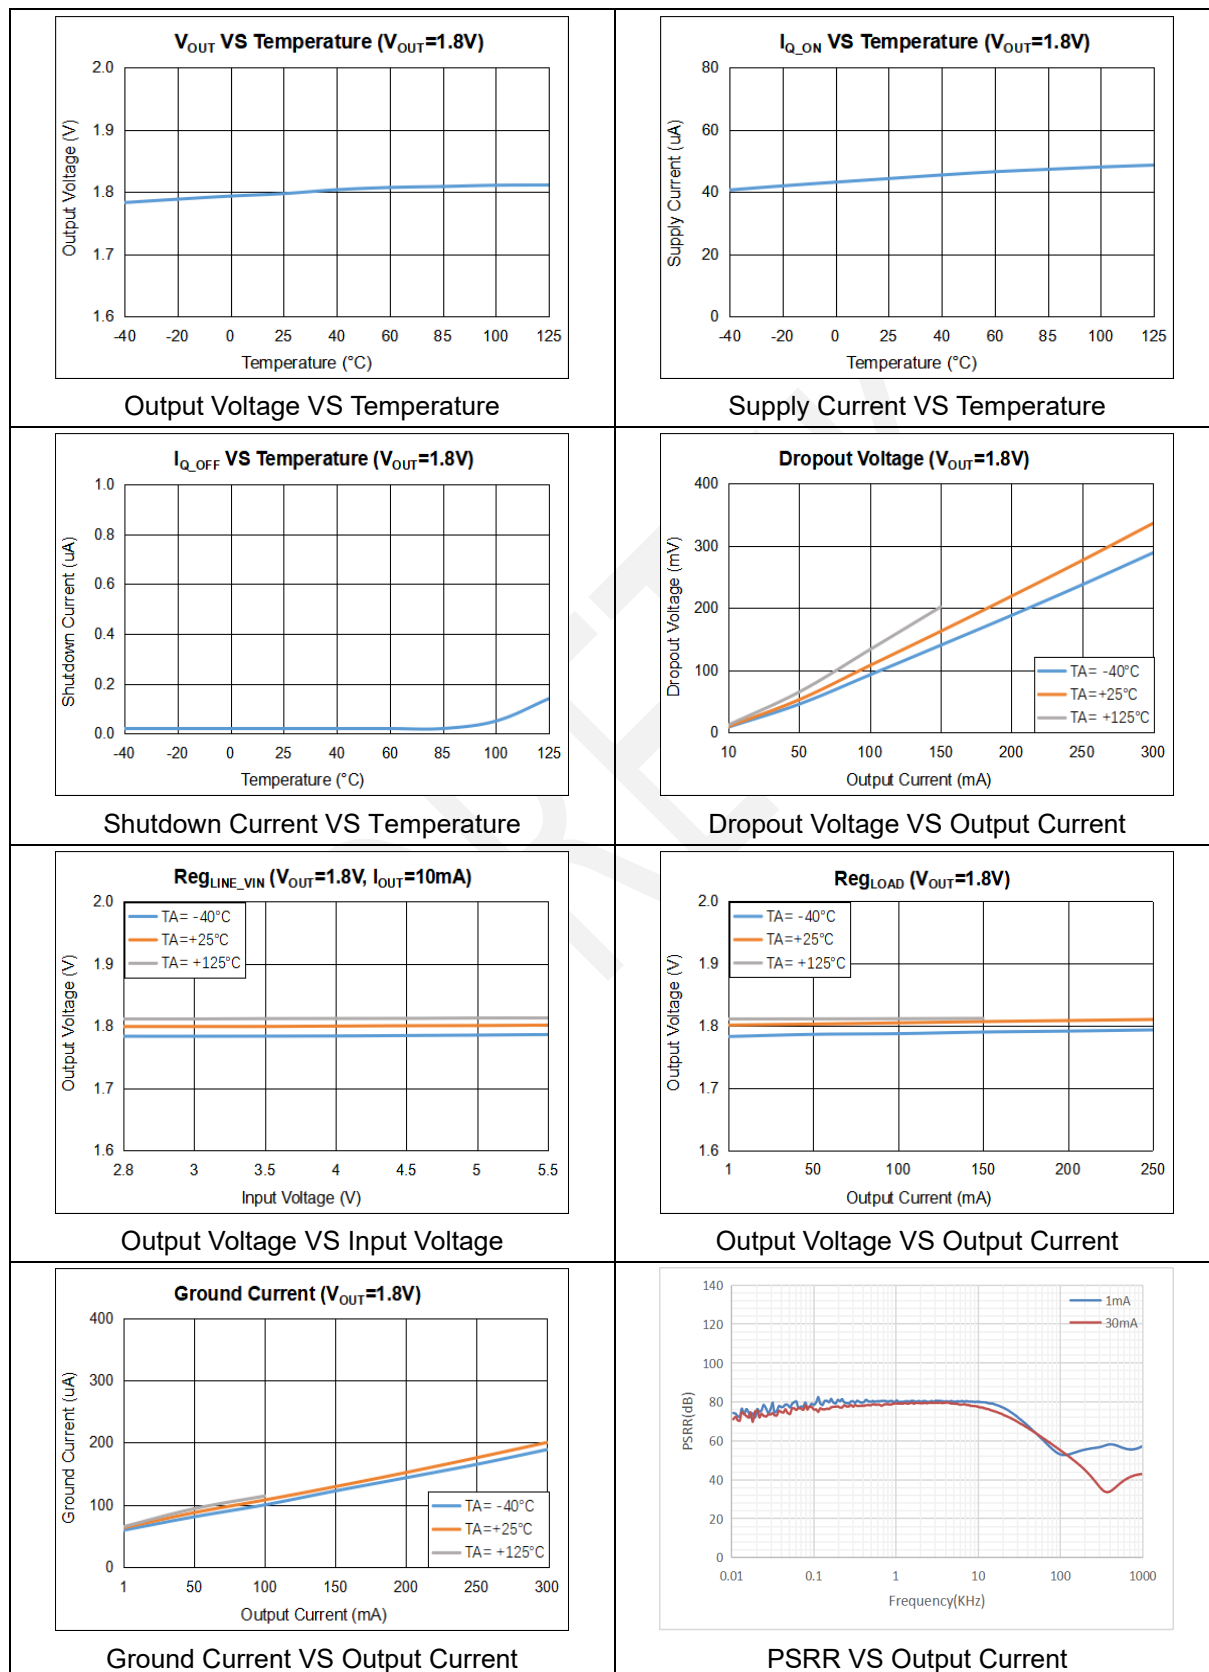 V_OUT VS Temperature (V_OUT=1.8V)
2.0
1.9
1.8
1.7
1.6
Output Voltage (V)
-40 -20 0 25 40 60 85 100 125
Temperature (°C)
Output Voltage VS Temperature
I_Q_ON VS Temperature (V_OUT=1.8V)
80
60
40
20
0
Supply Current (uA)
-40 -20 0 25 40 60 85 100 125
Temperature (°C)
Supply Current VS Temperature
I_Q_OFF VS Temperature (V_OUT=1.8V)
1.0
0.8
0.6
0.4
0.2
0.0
Shutdown Current (uA)
-40 -20 0 25 40 60 85 100 125
Temperature (°C)
Shutdown Current VS Temperature
Dropout Voltage (V_OUT=1.8V)
400
300
200
100
0
Dropout Voltage (mV)
TA= -40°C
TA=+25°C
TA= +125°C
10 50 100 150 200 250 300
Output Current (mA)
Dropout Voltage VS Output Current
Reg_LINE_VIN (V_OUT=1.8V, I_OUT=10mA)
2.0
1.9
1.8
1.7
1.6
Output Voltage (V)
TA= -40°C
TA=+25°C
TA= +125°C
2.8 3 3.5 4 4.5 5 5.5
Input Voltage (V)
Output Voltage VS Input Voltage
Reg_LOAD (V_OUT=1.8V)
2.0
1.9
1.8
1.7
1.6
Output Voltage (V)
TA= -40°C
TA=+25°C
TA= +125°C
1 50 100 150 200 250
Output Current (mA)
Output Voltage VS Output Current
Ground Current (V_OUT=1.8V)
400
300
200
100
0
Ground Current (uA)
TA= -40°C
TA=+25°C
TA= +125°C
1 50 100 150 200 250 300
Output Current (mA)
Ground Current VS Output Current
140
120
100
80
60
40
20
0
PSRR(dB)
1mA
30mA
0.01 0.1 1 10 100 1000
Frequency(KHz)
PSRR VS Output Current